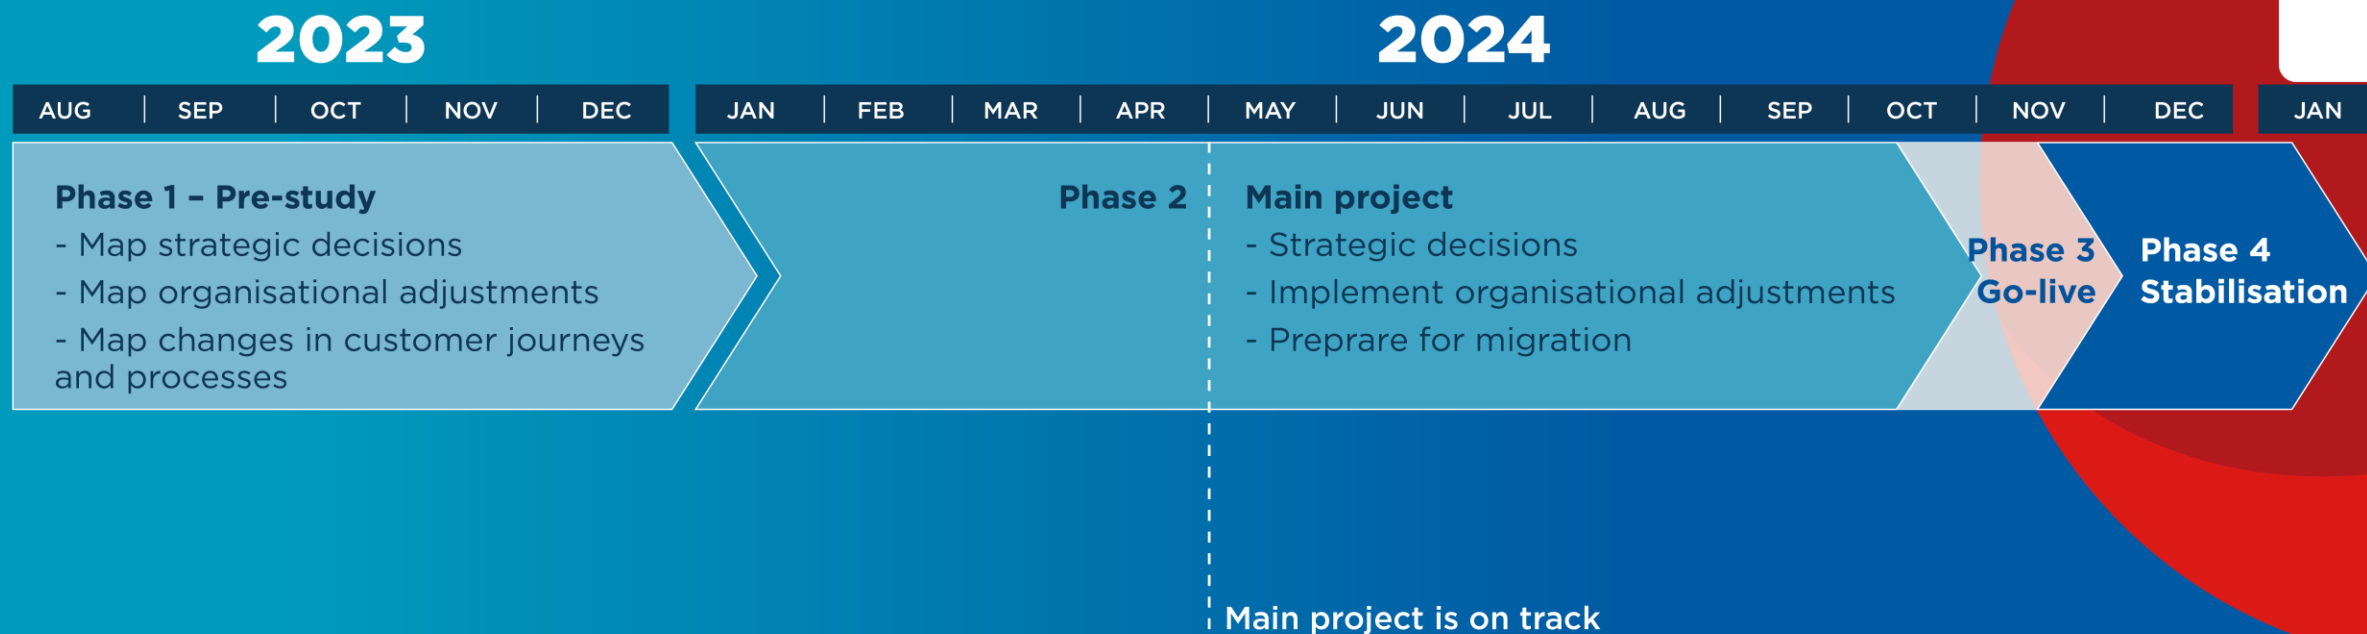 2023
2024
AUG | SEP | OCT | NOV | DEC
JAN | FEB | MAR | APR | MAY | JUN | JUL | AUG | SEP | OCT | NOV | DEC
JAN
Phase 1 – Pre-study
- Map strategic decisions
- Map organisational adjustments
- Map changes in customer journeys
and processes
Phase 2
Main project
- Strategic decisions
- Implement organisational adjustments
- Preprare for migration
Phase 3
Go-live
Phase 4
Stabilisation
Main project is on track